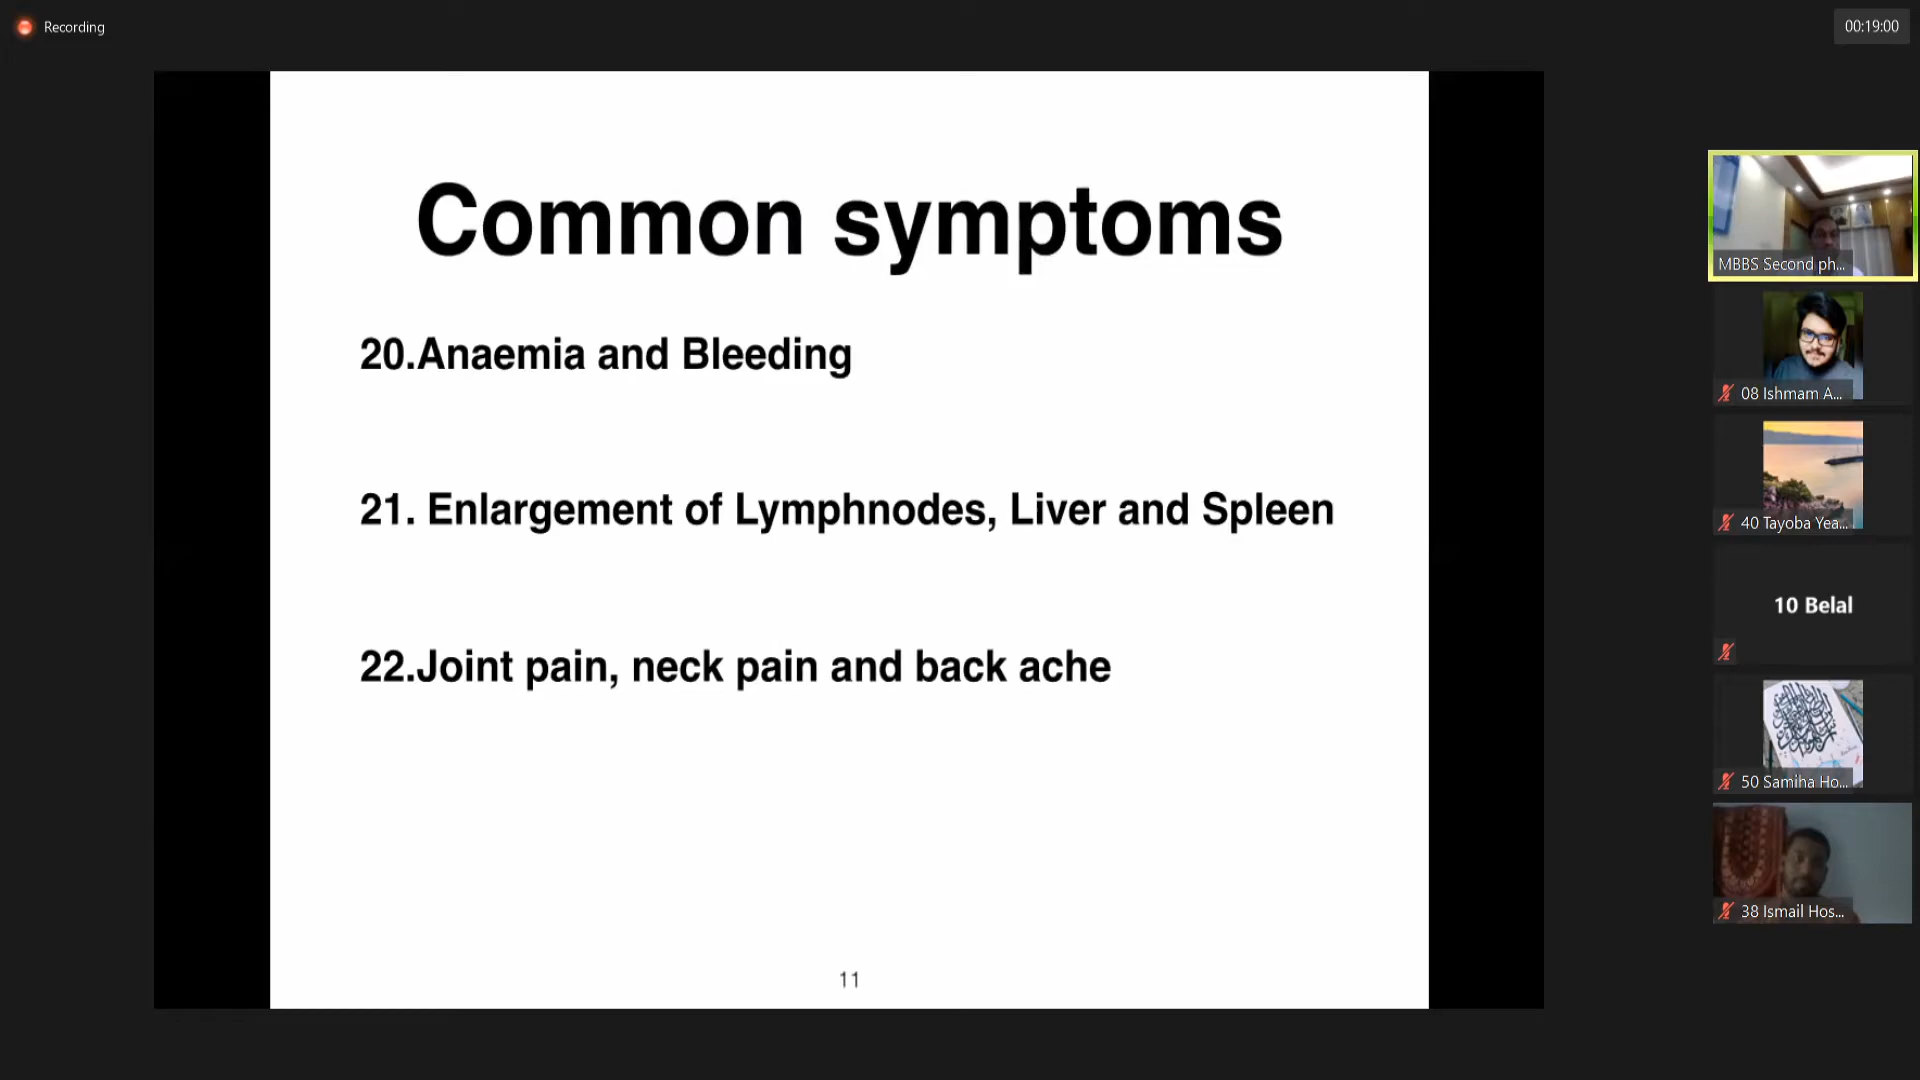 Recording
00:19:00
Common symptoms
20.Anaemia and Bleeding
21. Enlargement of Lymphnodes, Liver and Spleen
22.Joint pain, neck pain and back ache
11
MBBS Second ph...
08 Ishmam A...
40 Tayoba Yea...
10 Belal
50 Samiha Ho...
38 Ismail Hos...